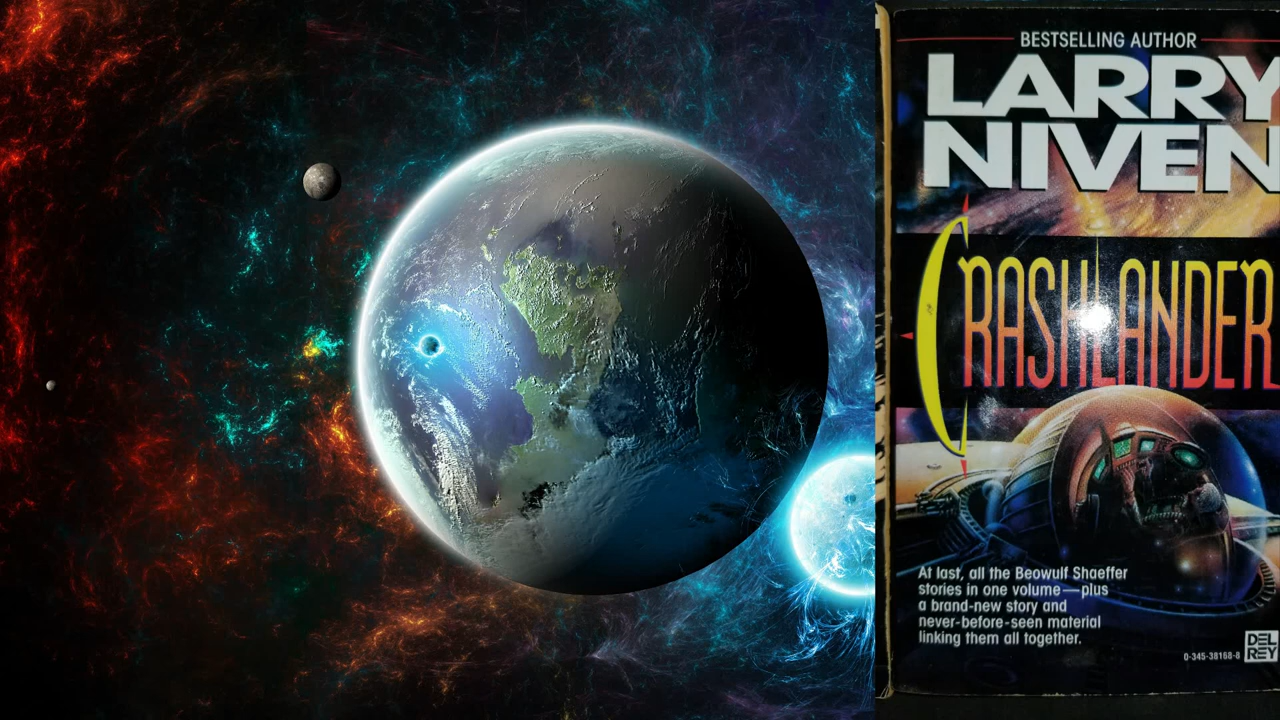 BESTSELLING AUTHOR
LARRY
NIVEN
CRASHLANDER
At last, all the Beowulf Shaeffer
stories in one volume—plus
a brand-new story and
never-before-seen material
linking them all together.
0-345-38168-8
DEL
REY